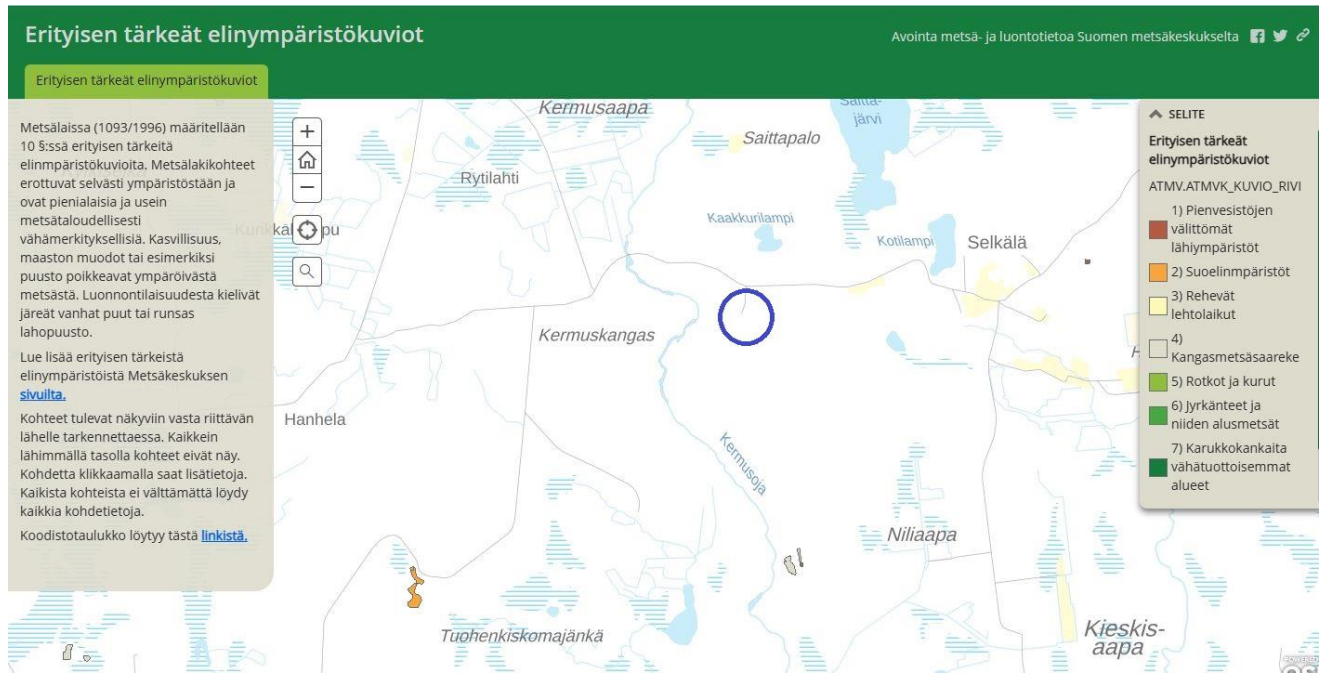 Erityisen tärkeät elinympäristökuviot
Avointa metsä- ja luontotietoa Suomen metsäkeskukselta
Erityisen tärkeät elinympäristökuviot
Metsälaissa (1093/1996) määritellään
10 §:ssä erityisen tärkeitä
elinmpäristökuvioita. Metsälakikohteet
erottuvat selvästi ympäristöstään ja
ovat pienialaisia ja usein
metsätaloudellisesti
vähämerkityksellisiä. Kasvillisuus,
maaston muodot tai esimerkiksi
puusto poikkeavat ympäröivästä
metsästä. Luonnontilaisuudesta kielivät
järeät vanhat puut tai runsas
lahopuusto.
Lue lisää erityisen tärkeistä
elinympäristöistä Metsäkeskuksen
sivuilta.
Kohteet tulevat näkyviin vasta riittävän
lähelle tarkennettaessa. Kaikkein
lähimmällä tasolla kohteet eivät näy.
Kohdetta klikkaamalla saat lisätietoja.
Kaikista kohteista ei välttämättä löydy
kaikkia kohdetietoja.
Koodistotaulukko löytyy tästä linkistä.
Kermusaapa
Saitta-
järvi
Saittapalo
Rytilahti
Kaakkurilampi
Kotilampi
Selkälä
Kermuskangas
Hanhela
Kermusoja
Niliaapa
Tuohenkiskomajänkä
Kieskis-
aapa
SELITE
Erityisen tärkeät
elinympäristökuviot
ATMV.ATMVK_KUVIO_RIVI
1) Pienvesistöjen
välittömät
lähiympäristöt
2) Suoelinmpäristöt
3) Rehevät
lehtolaikut
4)
Kangasmetsäsaareke
5) Rotkot ja kurut
6) Jyrkänteet ja
niiden alusmetsät
7) Karukkokankaita
vähätuottoisemmat
alueet